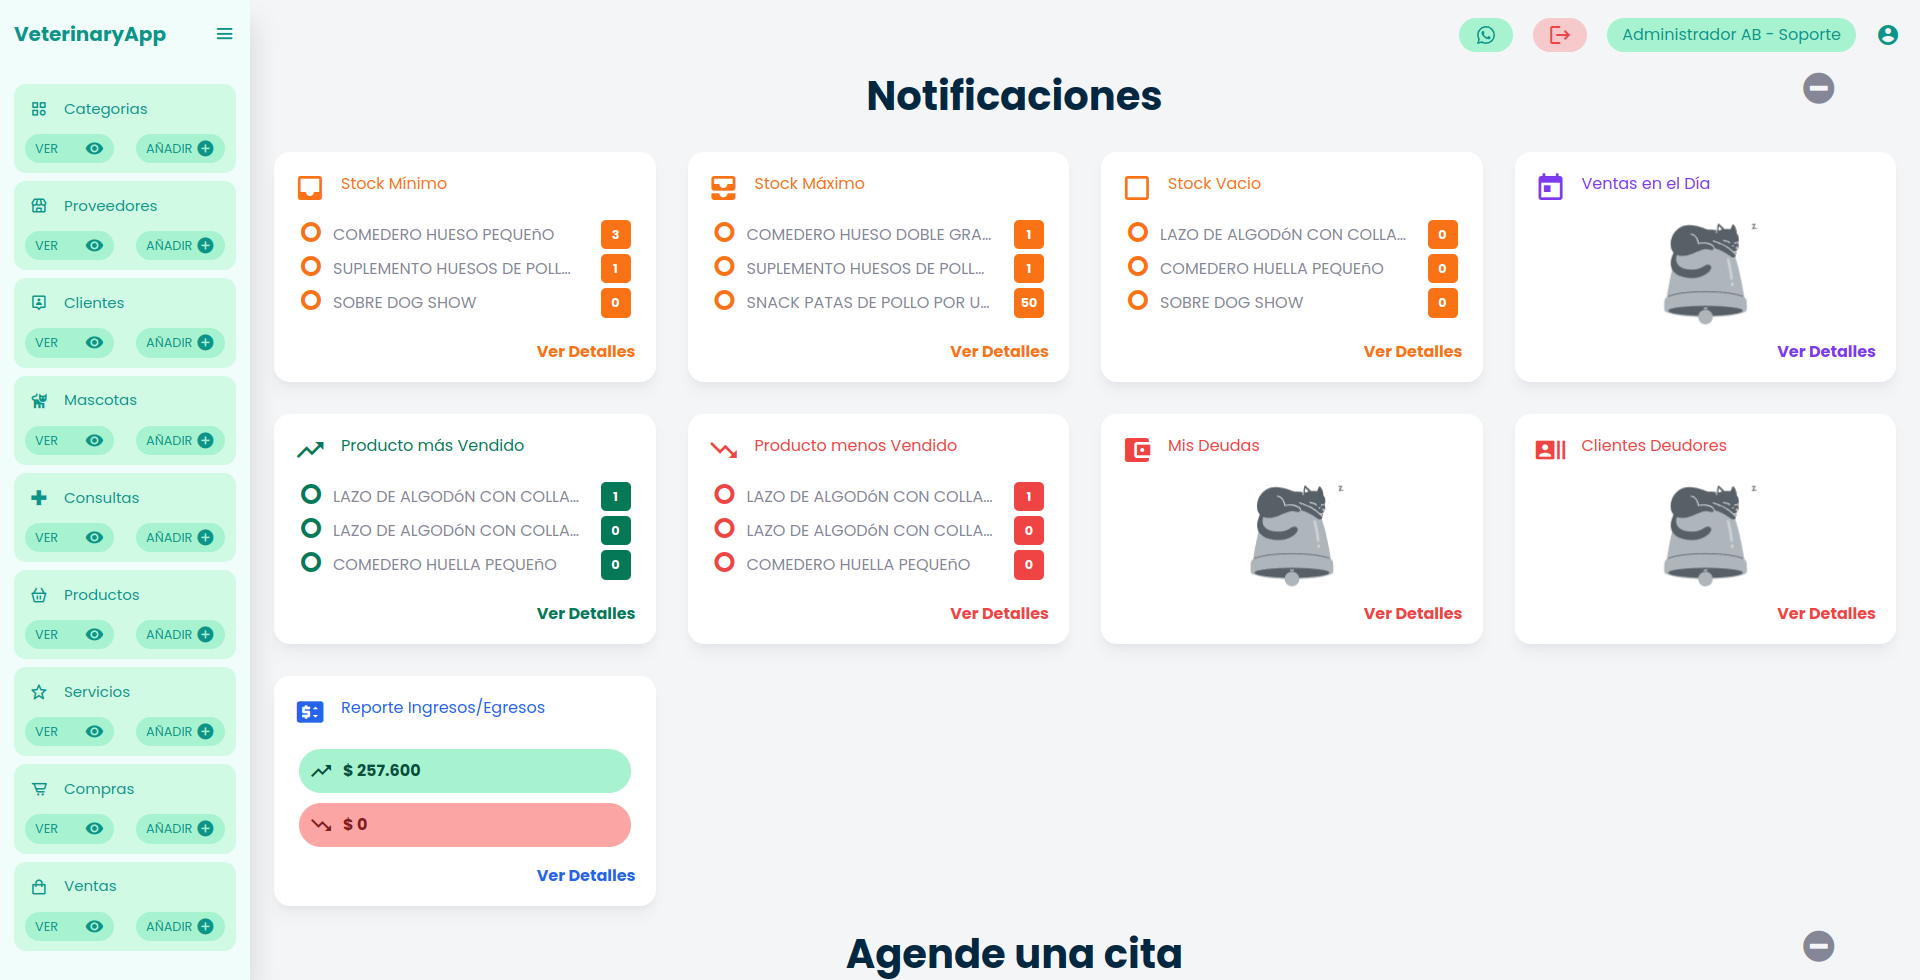 VeterinaryApp
Categorias
VER
AÑADIR
Proveedores
VER
AÑADIR
Clientes
VER
AÑADIR
Mascotas
VER
AÑADIR
Consultas
VER
AÑADIR
Productos
VER
AÑADIR
Servicios
VER
AÑADIR
Compras
VER
AÑADIR
Ventas
VER
AÑADIR
Administrador AB - Soporte
Notificaciones
Stock Mínimo
COMEDERO HUESO PEQUEñO 3
SUPLEMENTO HUESOS DE POLL... 1
SOBRE DOG SHOW 0
Ver Detalles
Stock Máximo
COMEDERO HUESO DOBLE GRA... 1
SUPLEMENTO HUESOS DE POLL... 1
SNACK PATAS DE POLLO POR U... 50
Ver Detalles
Stock Vacio
LAZO DE ALGODóN CON COLLA... 0
COMEDERO HUELLA PEQUEñO 0
SOBRE DOG SHOW 0
Ver Detalles
Ventas en el Día
z
Ver Detalles
Producto más Vendido
LAZO DE ALGODóN CON COLLA... 1
LAZO DE ALGODóN CON COLLA... 0
COMEDERO HUELLA PEQUEñO 0
Ver Detalles
Producto menos Vendido
LAZO DE ALGODóN CON COLLA... 1
LAZO DE ALGODóN CON COLLA... 0
COMEDERO HUELLA PEQUEñO 0
Ver Detalles
Mis Deudas
z
Ver Detalles
Clientes Deudores
z
Ver Detalles
Reporte Ingresos/Egresos
$ 257.600
$ 0
Ver Detalles
Agende una cita